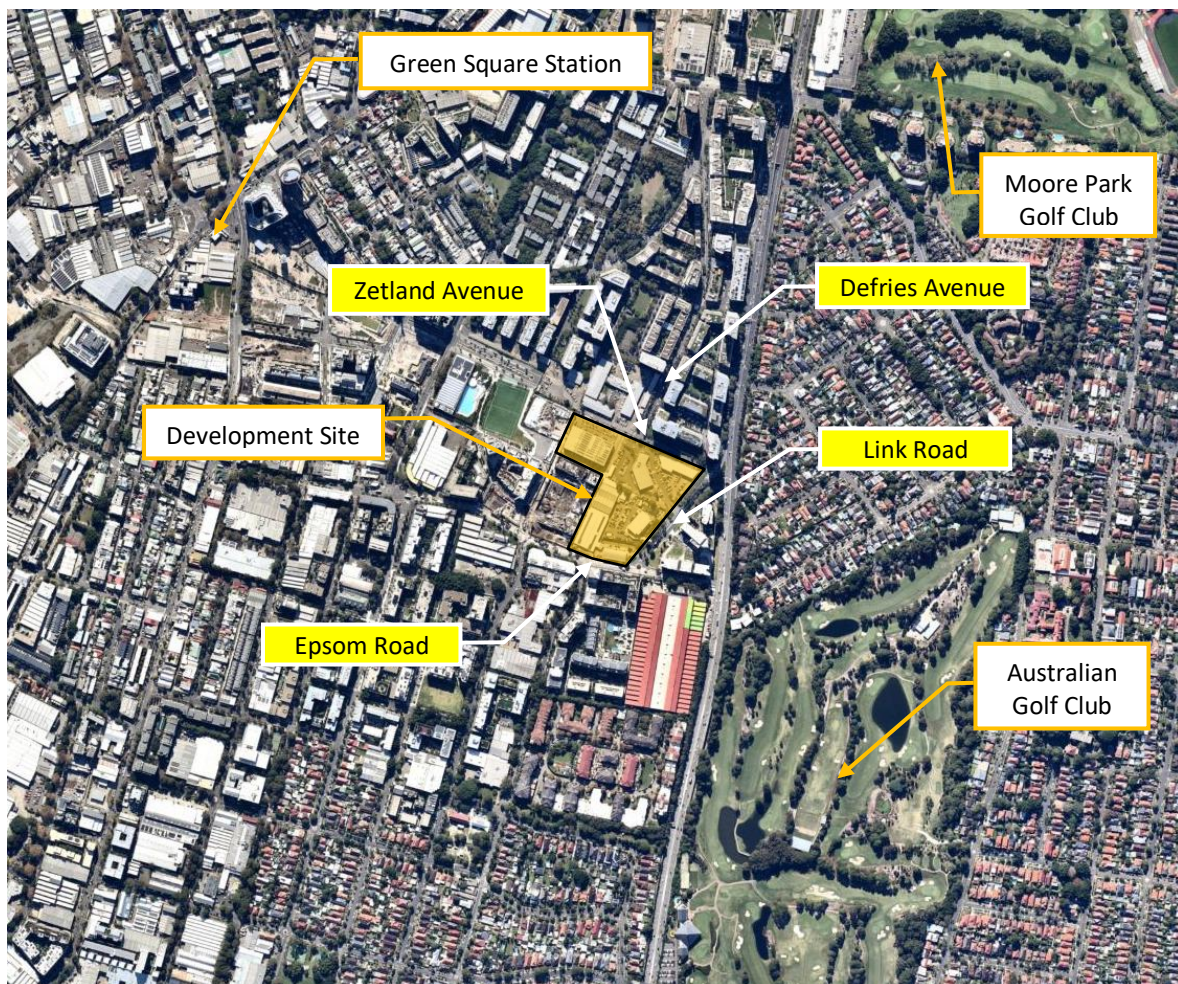 Green Square Station
Moore Park
Golf Club
Zetland Avenue
Defries Avenue
Development Site
Link Road
Epsom Road
Australian
Golf Club